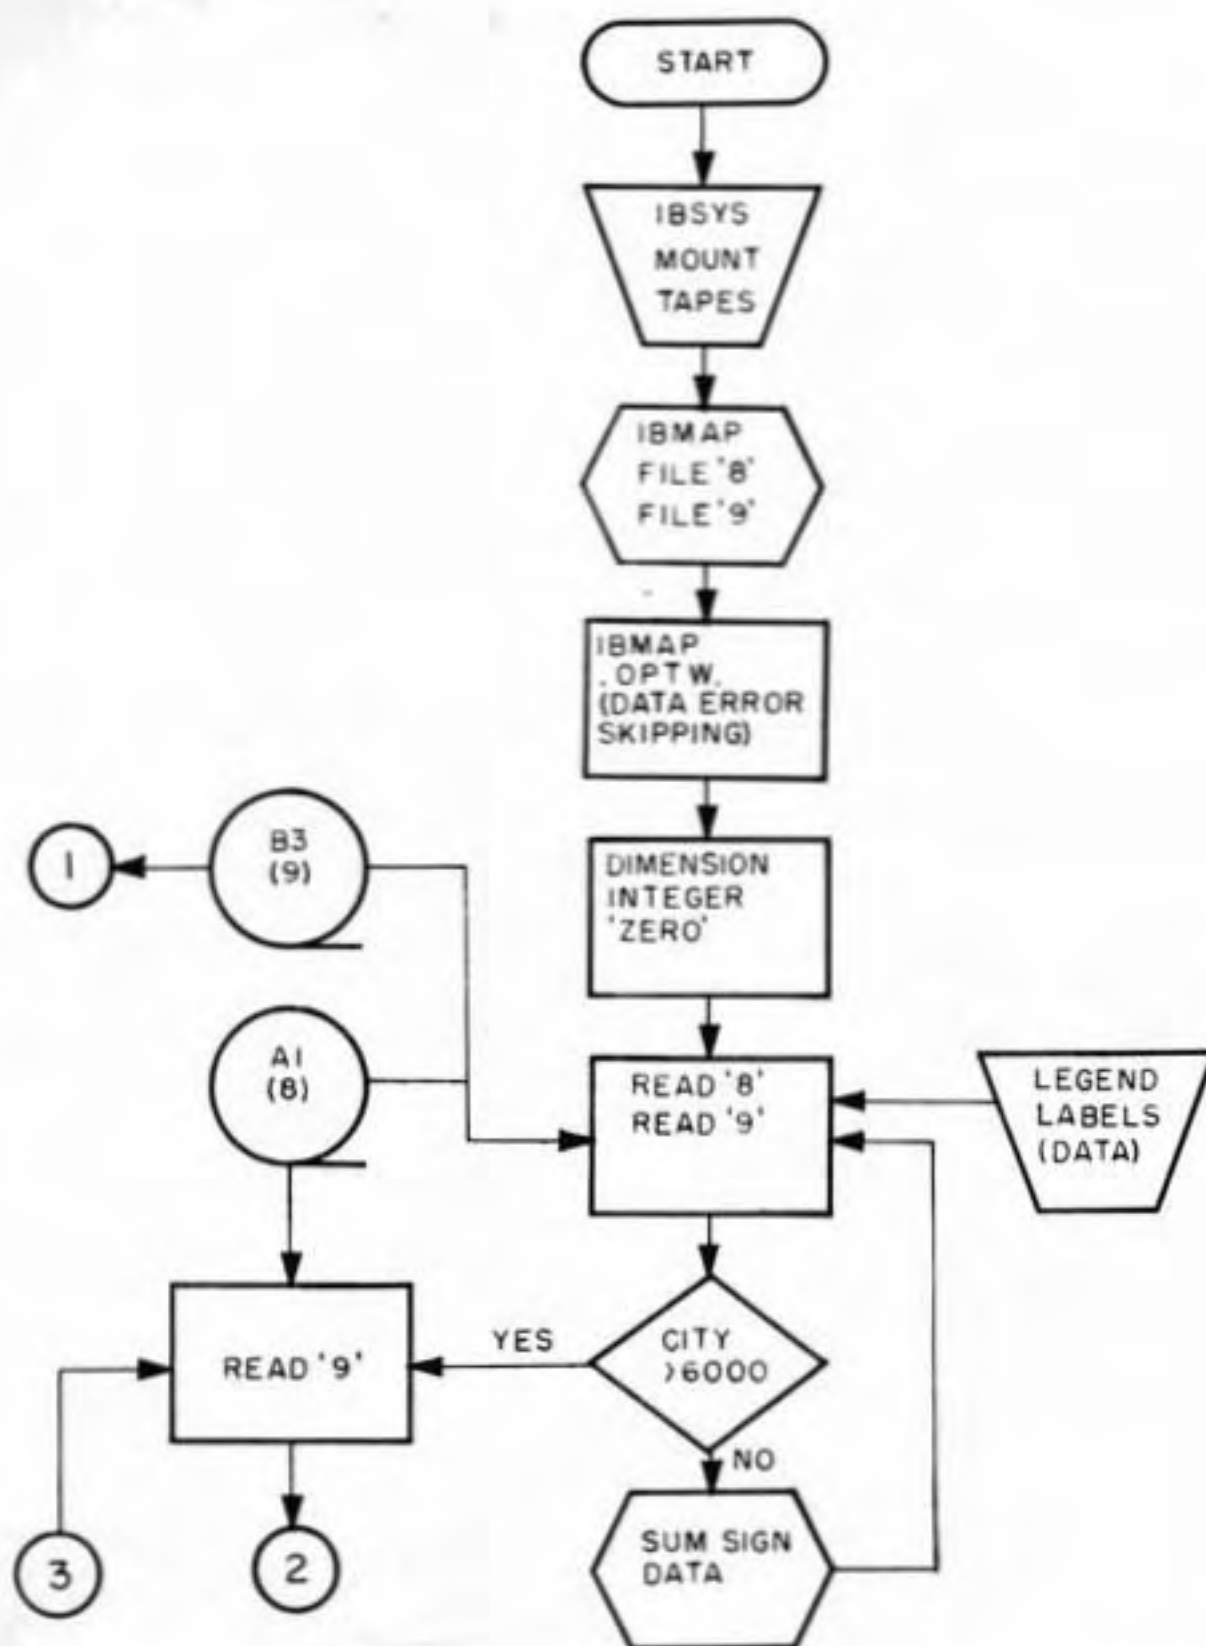 START
IBSYS
MOUNT
TAPES
IBMAP
FILE '8'
FILE '9'
IBMAP
. OPTW.
(DATA ERROR
SKIPPING)
B3
(9)
1
DIMENSION
INTEGER
'ZERO'
A1
(8)
READ '8'
READ '9'
LEGEND
LABELS
(DATA)
READ '9'
YES
CITY
>6000
NO
3
2
SUM SIGN
DATA